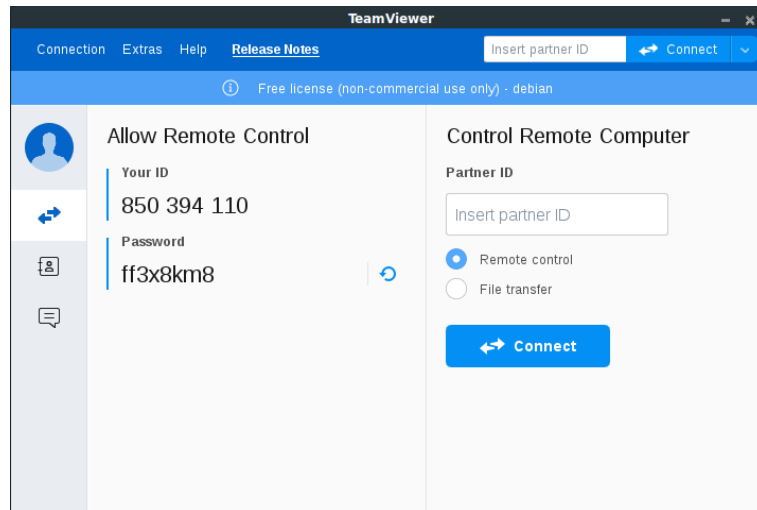 TeamViewer
Connection Extras Help Release Notes Insert partner ID Connect
Free license (non-commercial use only) - debian
Allow Remote Control
Your ID
850 394 110
Password
ff3x8km8
Control Remote Computer
Partner ID
Insert partner ID
Remote control
File transfer
Connect